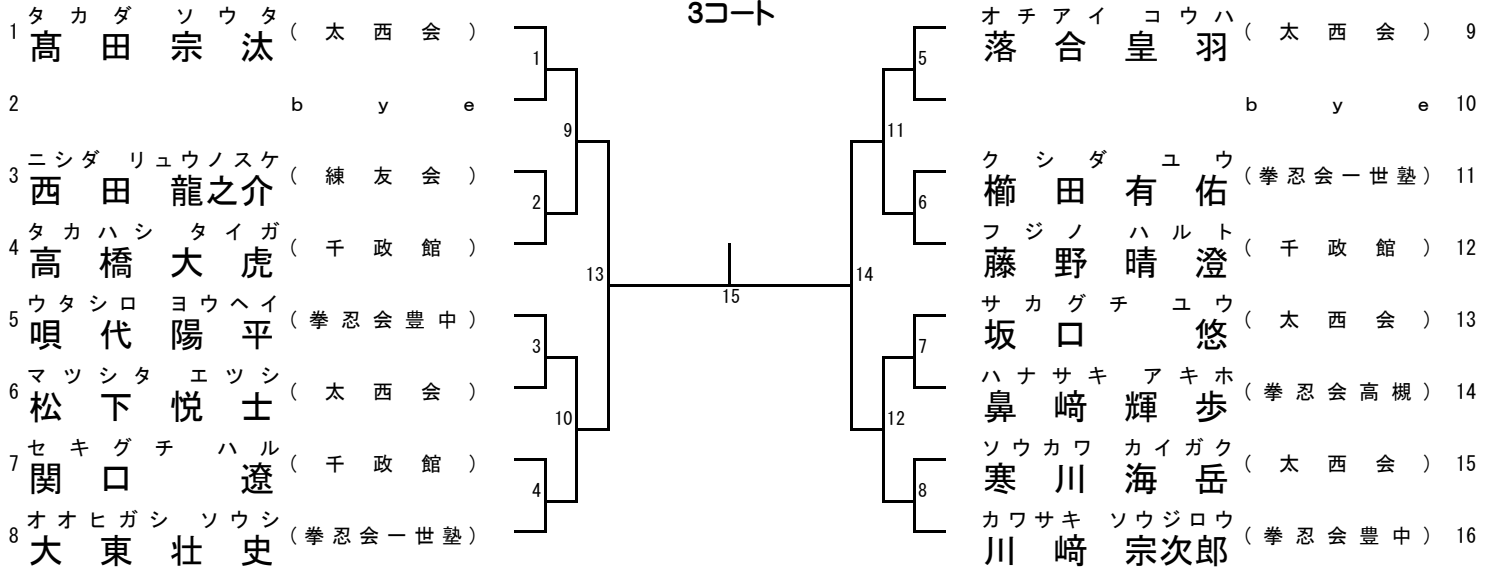 3コート
タカダ ソウタ
1 髙田宗汰 (太西会)
2 bye
ニシダ リュウノスケ
3 西田龍之介 (練友会)
タカハシ タイガ
4 高橋大虎 (千政館)
ウタシロ ヨウヘイ
5 唄代陽平 (拳忍会豊中)
マツシタ エツシ
6 松下悦士 (太西会)
セキグチ ハル
7 関口遼 (千政館)
オオヒガシ ソウシ
8 大東壮史 (拳忍会一世塾)
1
2
3
4
9
10
13
15
14
11
12
5
6
7
8
オチアイ コウハ
落合皇羽 (太西会) 9
bye 10
クシダ ユウ
櫛田有佑 (拳忍会一世塾) 11
フジノ ハルト
藤野晴澄 (千政館) 12
サカグチ ユウ
坂口悠 (太西会) 13
ハナサキ アキホ
鼻﨑輝歩 (拳忍会高槻) 14
ソウカワ カイガク
寒川海岳 (太西会) 15
カワサキ ソウジロウ
川﨑宗次郎 (拳忍会豊中) 16